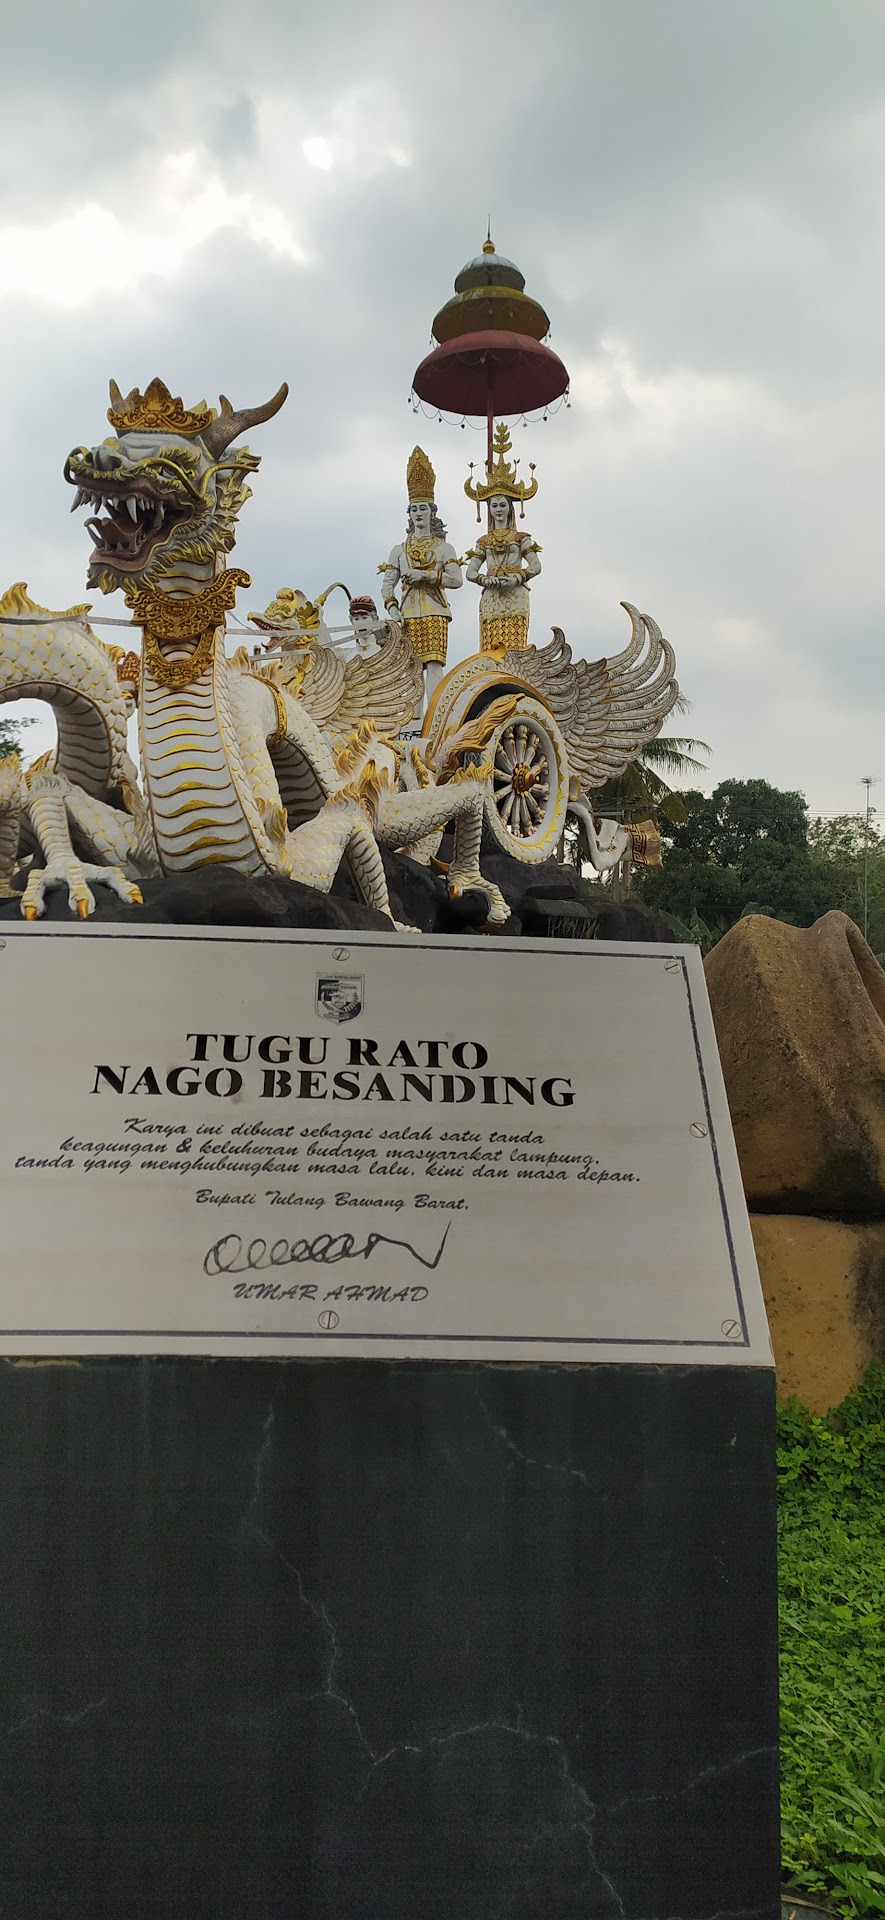 TUGU RATO
NAGO BESANDING
Karya ini dibuat sebagai salah satu tanda
keagungan & keluhuran budaya masyarakat lampung,
tanda yang menghubungkan masa lalu, kini dan masa depan.
Bupati Tulang Bawang Barat,
UMAR AHMAD